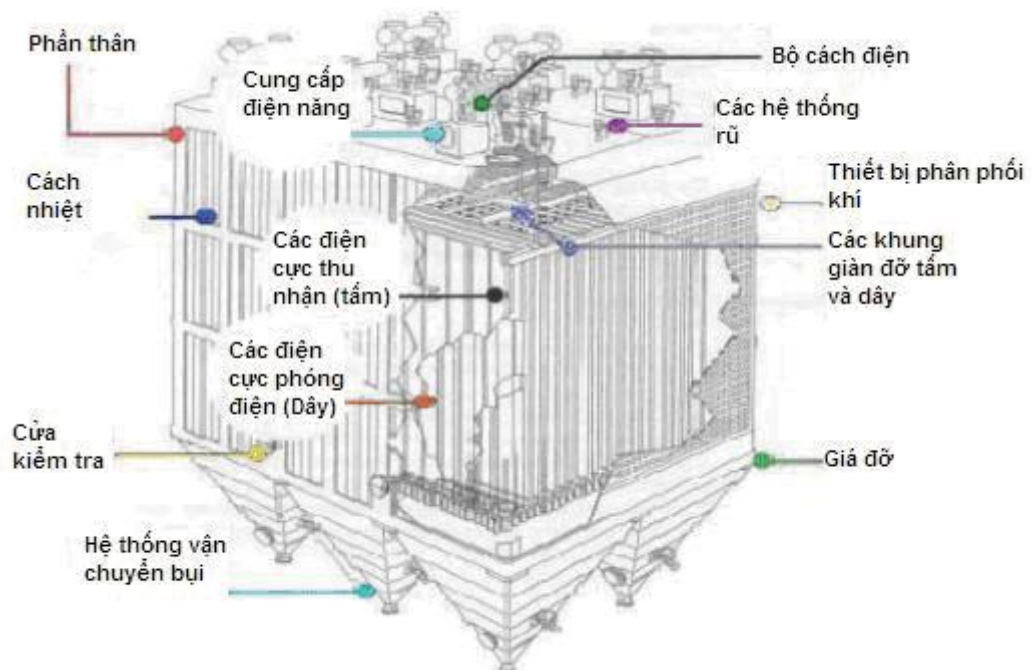 Phần thân
Cung cấp
điện năng
Bộ cách điện
Các hệ thống
rũ
Cách
nhiệt
Thiết bị phân phối
khí
Các điện
cực thu
nhận (tấm)
Các khung
giàn đỡ tấm
và dây
Các điện
cực phóng
điện (Dây)
Cửa
kiểm tra
Giá đỡ
Hệ thống vận
chuyển bụi